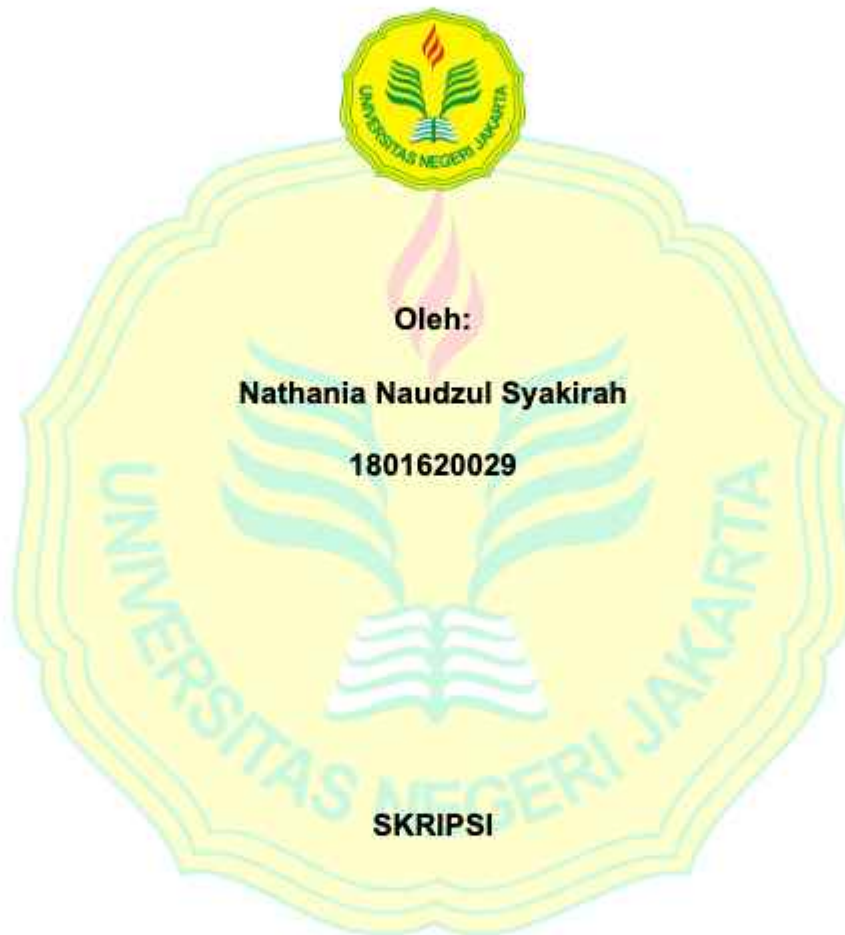 UNIVERSITAS NEGERI JAKARTA
Oleh:
Nathania Naudzul Syakirah
1801620029
UNIVERSITAS NEGERI JAKARTA
SKRIPSI